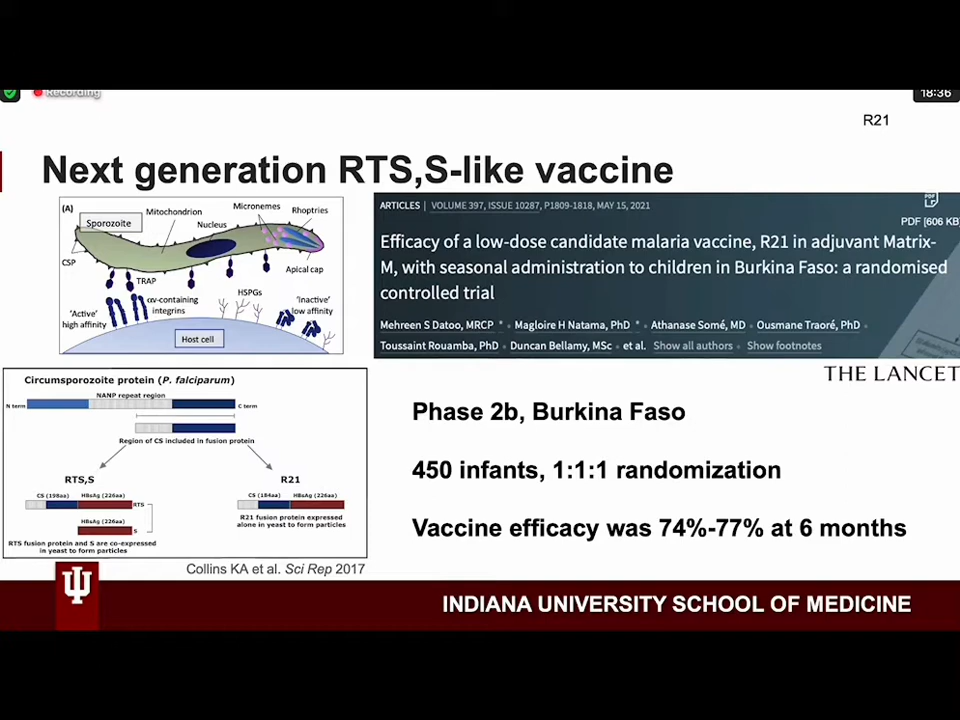 Recording
18:36
R21
Next generation RTS,S-like vaccine
(A)
Sporozoite
Mitochondrion
Micronemes
Nucleus
Rhoptries
CSP
TRAP
Apical cap
αv-containing
integrins
HSPGs
'Active'
high affinity
'Inactive'
low affinity
Host cell
ARTICLES | VOLUME 397, ISSUE 10287, P1809-1818, MAY 15, 2021
PDF [606 KB]
Efficacy of a low-dose candidate malaria vaccine, R21 in adjuvant Matrix-
M, with seasonal administration to children in Burkina Faso: a randomised
controlled trial
Mehreen S Datoo, MRCP * • Magloire H Natama, PhD * • Athanase Somé, MD • Ousmane Traoré, PhD •
Toussaint Rouamba, PhD • Duncan Bellamy, MSc • et al. Show all authors • Show footnotes
THE LANCET
Circumsporozoite protein (P. falciparum)
NANP repeat region
N term
C term
Region of CS included in fusion protein
RTS,S
CS (198aa) HBsAg (226aa)
RTS
HBsAg (226aa)
S
RTS fusion protein and S are co-expressed
in yeast to form particles
R21
CS (184aa) HBsAg (226aa)
R21 fusion protein expressed
alone in yeast to form particles
Collins KA et al. Sci Rep 2017
Phase 2b, Burkina Faso
450 infants, 1:1:1 randomization
Vaccine efficacy was 74%-77% at 6 months
INDIANA UNIVERSITY SCHOOL OF MEDICINE